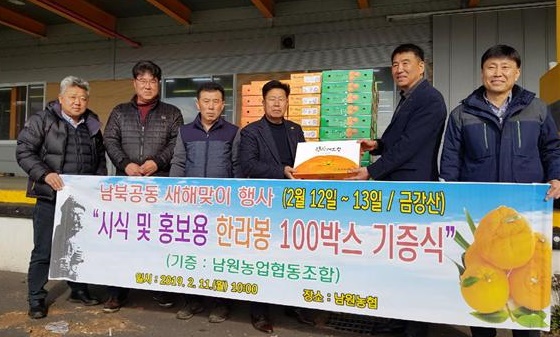 남북공동 새해맞이 행사 (2월 12일 ~ 13일 / 금강산)
“시식 및 홍보용 한라봉 100박스 기증식”
(기증 : 남원농업협동조합)
일시 : 2019. 2. 11.(월) 10:00 장소 : 남원농협